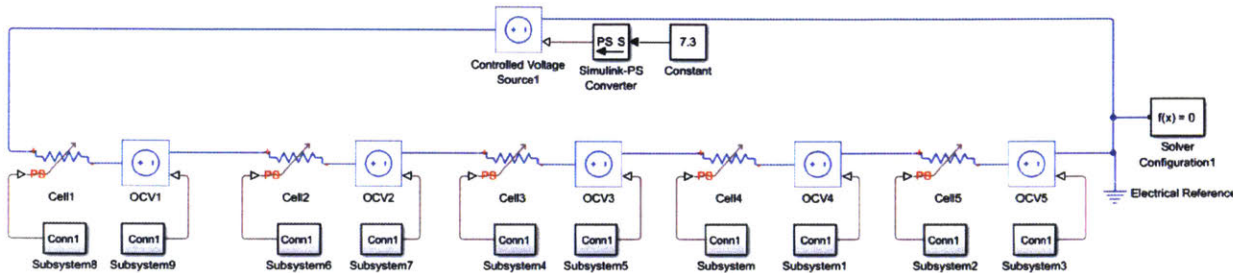 PS S
7.3
Controlled Voltage
Source1
Simulink-PS
Converter
Constant
f(x) = 0
Solver
Configuration1
PS
PS
PS
PS
PS
Cell1
OCV1
Cell2
OCV2
Cell3
OCV3
Cell4
OCV4
Cell5
OCV5
Electrical Reference
Conn1
Conn1
Conn1
Conn1
Conn1
Conn1
Conn1
Conn1
Conn1
Conn1
Subsystem8
Subsystem9
Subsystem6
Subsystem7
Subsystem4
Subsystem5
Subsystem
Subsystem1
Subsystem2
Subsystem3